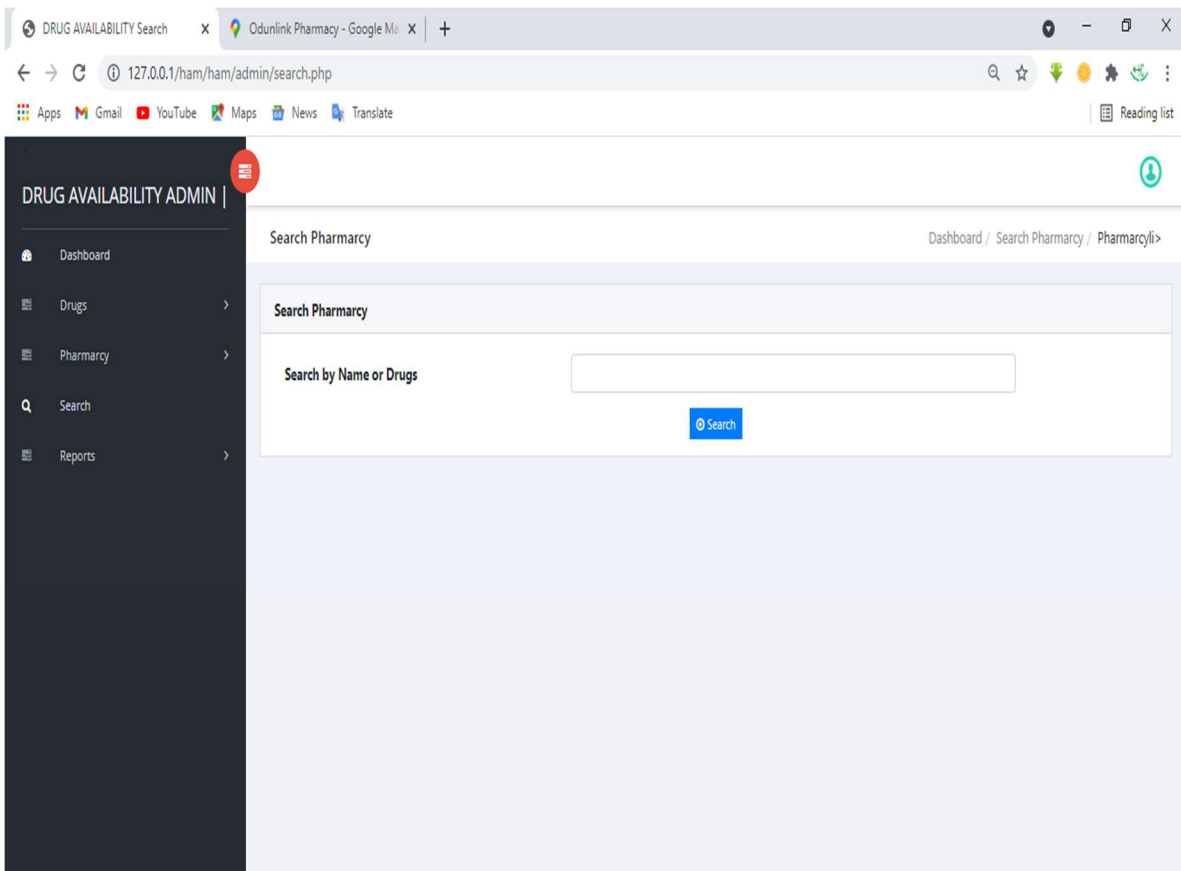 DRUG AVAILABILITY Search
Odunlink Pharmacy - Google Ma
127.0.0.1/ham/ham/admin/search.php
Apps Gmail YouTube Maps News Translate Reading list
DRUG AVAILABILITY ADMIN |
Search Pharmarcy
Dashboard / Search Pharmarcy / Pharmarcyli>
Dashboard
Drugs
Pharmarcy
Search
Reports
Search Pharmarcy
Search by Name or Drugs
Search